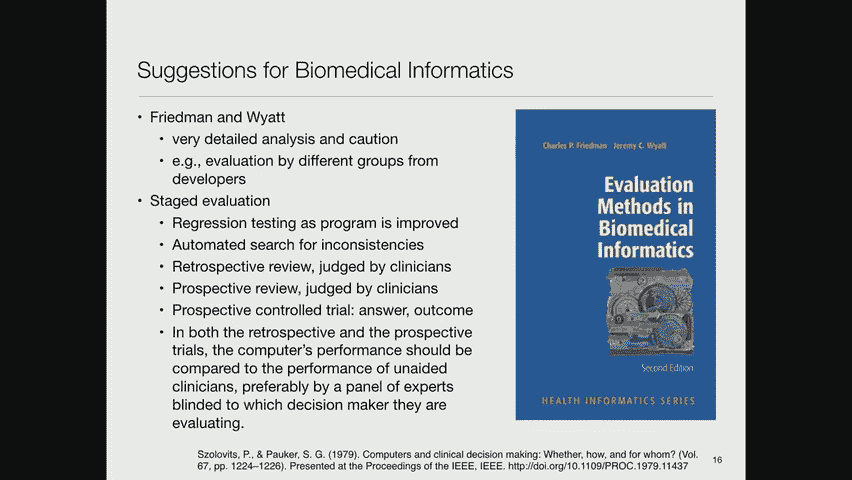 Suggestions for Biomedical Informatics
• Friedman and Wyatt
• very detailed analysis and caution
• e.g., evaluation by different groups from
developers
• Staged evaluation
• Regression testing as program is improved
• Automated search for inconsistencies
• Retrospective review, judged by clinicians
• Prospective review, judged by clinicians
• Prospective controlled trial: answer, outcome
• In both the retrospective and the prospective
trials, the computer's performance should be
compared to the performance of unaided
clinicians, preferably by a panel of experts
blinded to which decision maker they are
evaluating.
Charles P. Friedman Jeremy C. Wyatt
Evaluation
Methods in
Biomedical
Informatics
Second Edition
HEALTH INFORMATICS SERIES
Szolovits, P., & Pauker, S. G. (1979). Computers and clinical decision making: Whether, how, and for whom? (Vol.
67, pp. 1224–1226). Presented at the Proceedings of the IEEE, IEEE. http://doi.org/10.1109/PROC.1979.11437
16